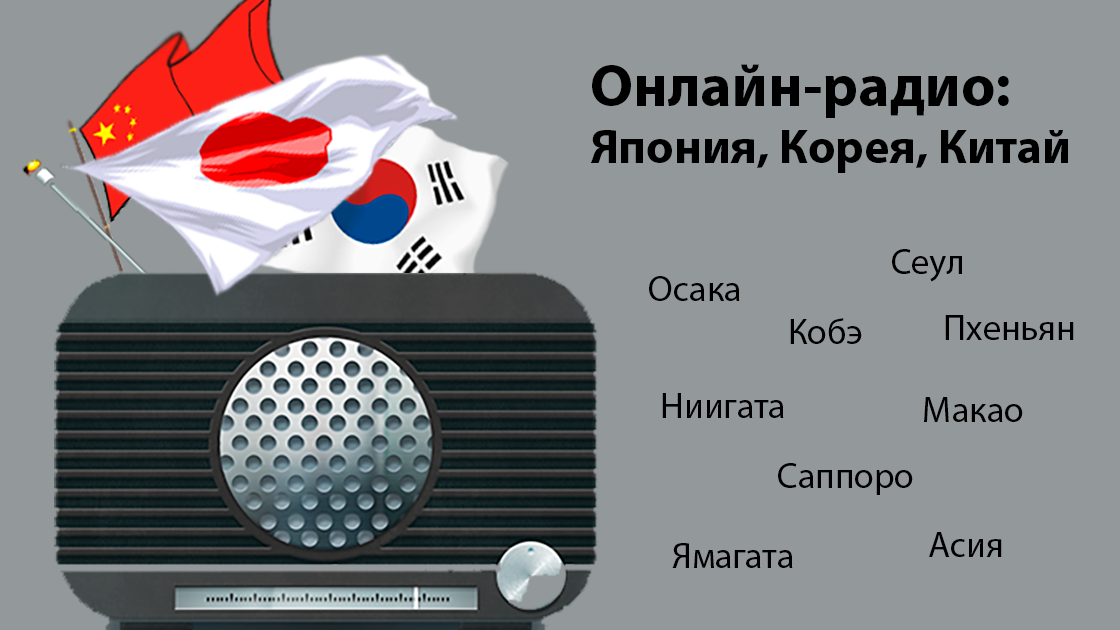 Онлайн-радио:
Япония, Корея, Китай
Сеул
Осака
Кобэ
Пхеньян
Ниигата
Макао
Саппоро
Ямагата
Асия